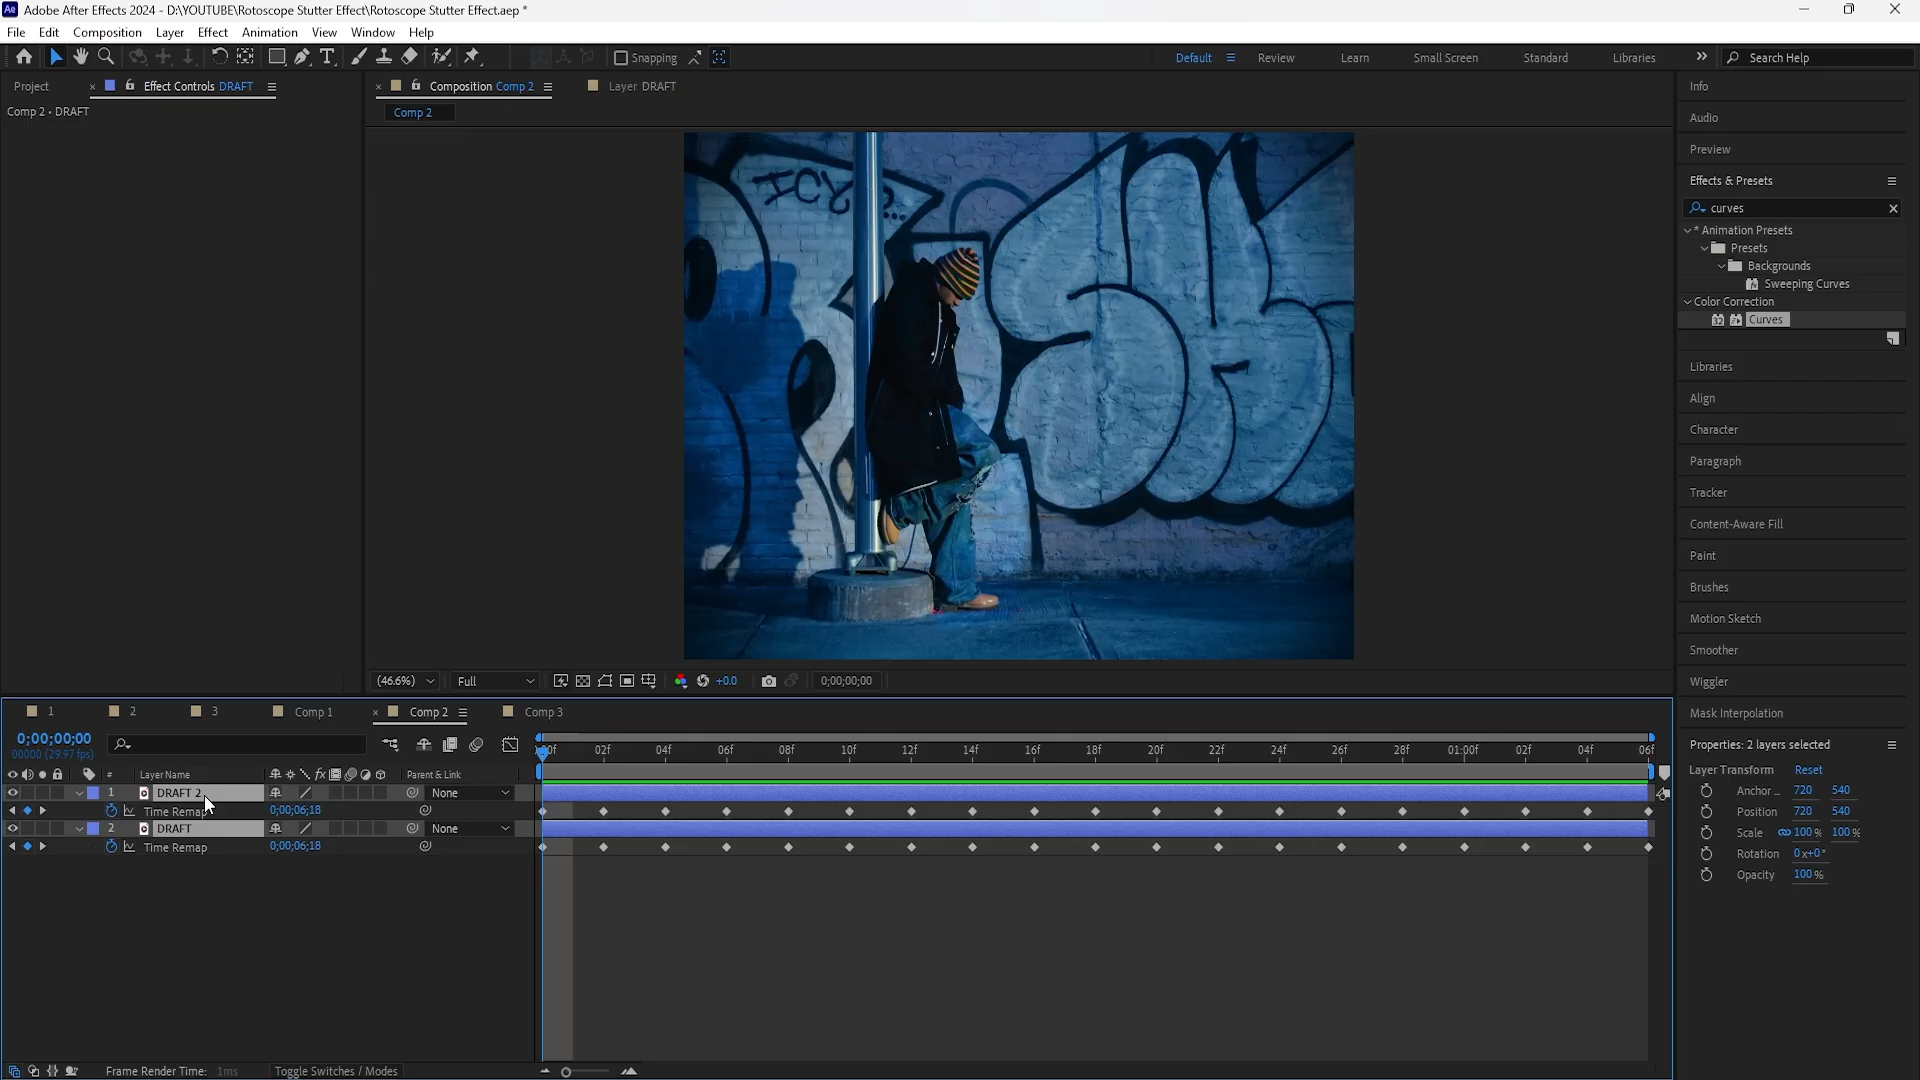 Adobe After Effects 2024 - D:\YOUTUBE\Rotoscope Stutter Effect\Rotoscope Stutter Effect.aep *
File Edit Composition Layer Effect Animation View Window Help
Snapping Default Review Learn Small Screen Standard Libraries Search Help
Project Effect Controls DRAFT
Comp 2 • DRAFT
Composition Comp 2 Layer DRAFT
Comp 2
(46.6%) Full +0.0 0;00;00;00
Info
Audio
Preview
Effects & Presets
curves
* Animation Presets
Presets
Backgrounds
Sweeping Curves
Color Correction
32 Curves
Libraries
Align
Character
Paragraph
Tracker
Content-Aware Fill
Paint
Brushes
Motion Sketch
Smoother
Wiggler
Mask Interpolation
Properties: 2 layers selected
Layer Transform Reset
Anchor ... 720 540
Position 720 540
Scale 100 % 100 %
Rotation 0x+0°
Opacity 100 %
1 2 3 Comp 1 Comp 2 Comp 3
0;00;00;00
00000 (29.97 fps)
:00f 02f 04f 06f 08f 10f 12f 14f 16f 18f 20f 22f 24f 26f 28f 01:00f 02f 04f 06f
# Layer Name fx Parent & Link
1 DRAFT 2 None
Time Remap 0;00;06;18
2 DRAFT None
Time Remap 0;00;06;18
Frame Render Time: 1ms Toggle Switches / Modes